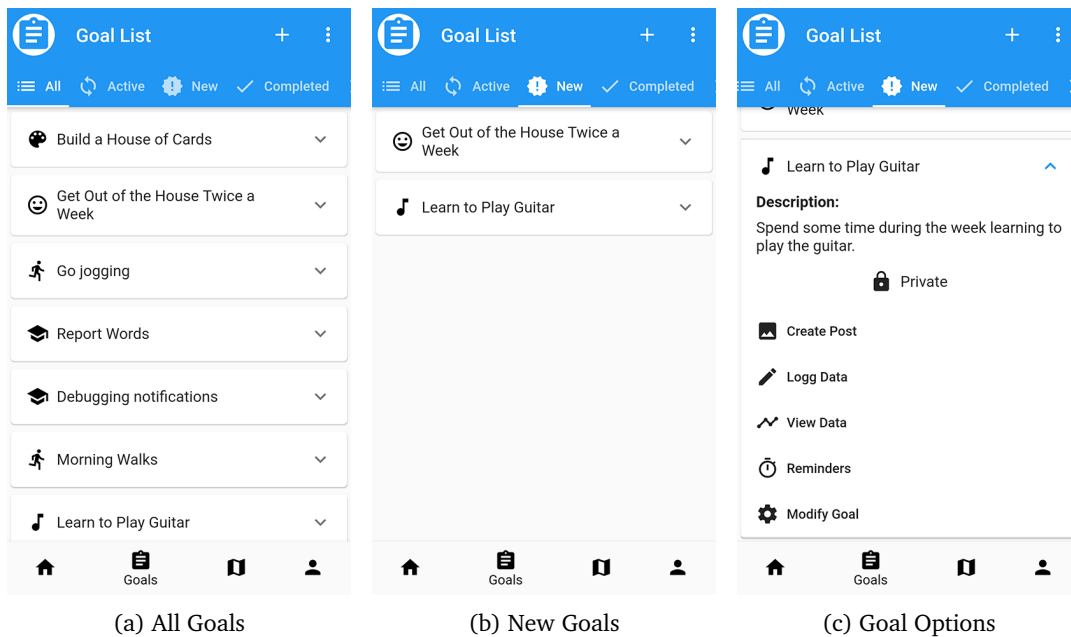 Goal List
All Active New Completed
Build a House of Cards
Get Out of the House Twice a
Week
Go jogging
Report Words
Debugging notifications
Morning Walks
Learn to Play Guitar
Goals
(a) All Goals
Goal List
All Active New Completed
Get Out of the House Twice a
Week
Learn to Play Guitar
Goals
(b) New Goals
Goal List
All Active New Completed
Week
Learn to Play Guitar
Description:
Spend some time during the week learning to
play the guitar.
Private
Create Post
Logg Data
View Data
Reminders
Modify Goal
Goals
(c) Goal Options